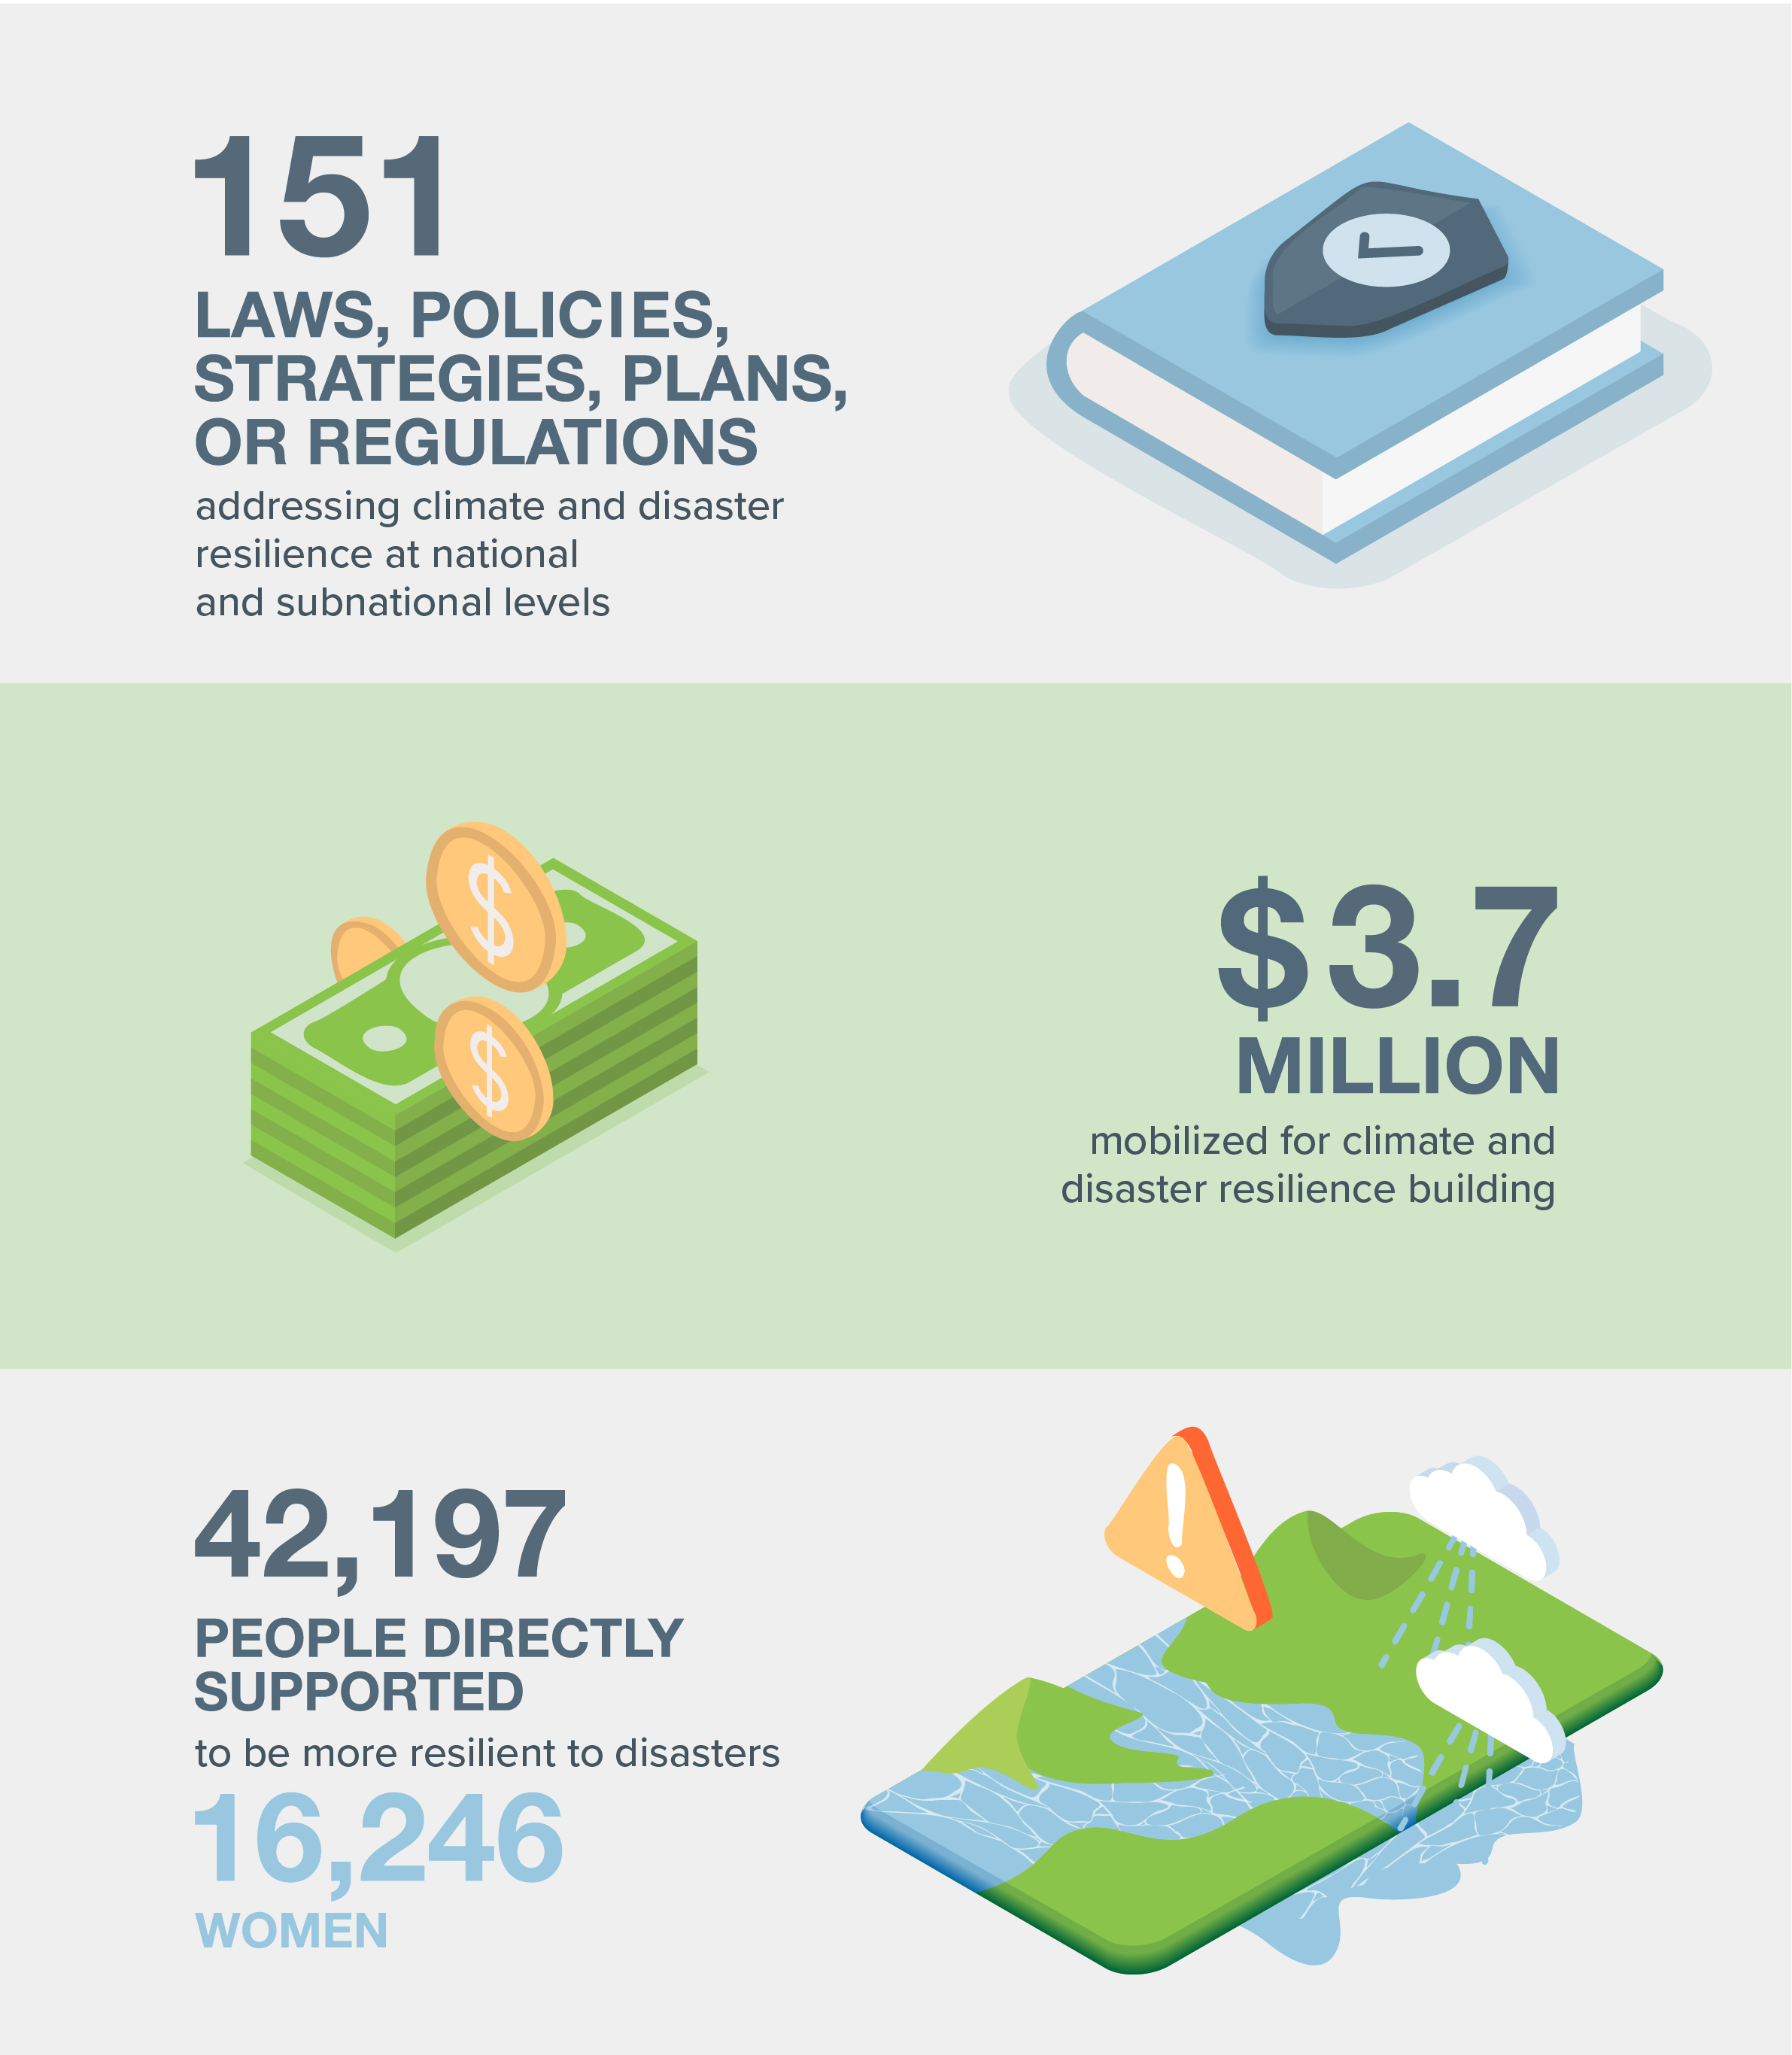 151
LAWS, POLICIES,
STRATEGIES, PLANS,
OR REGULATIONS
addressing climate and disaster
resilience at national
and subnational levels
$
$
$3.7
MILLION
mobilized for climate and
disaster resilience building
!
42,197
PEOPLE DIRECTLY
SUPPORTED
to be more resilient to disasters
16,246
WOMEN